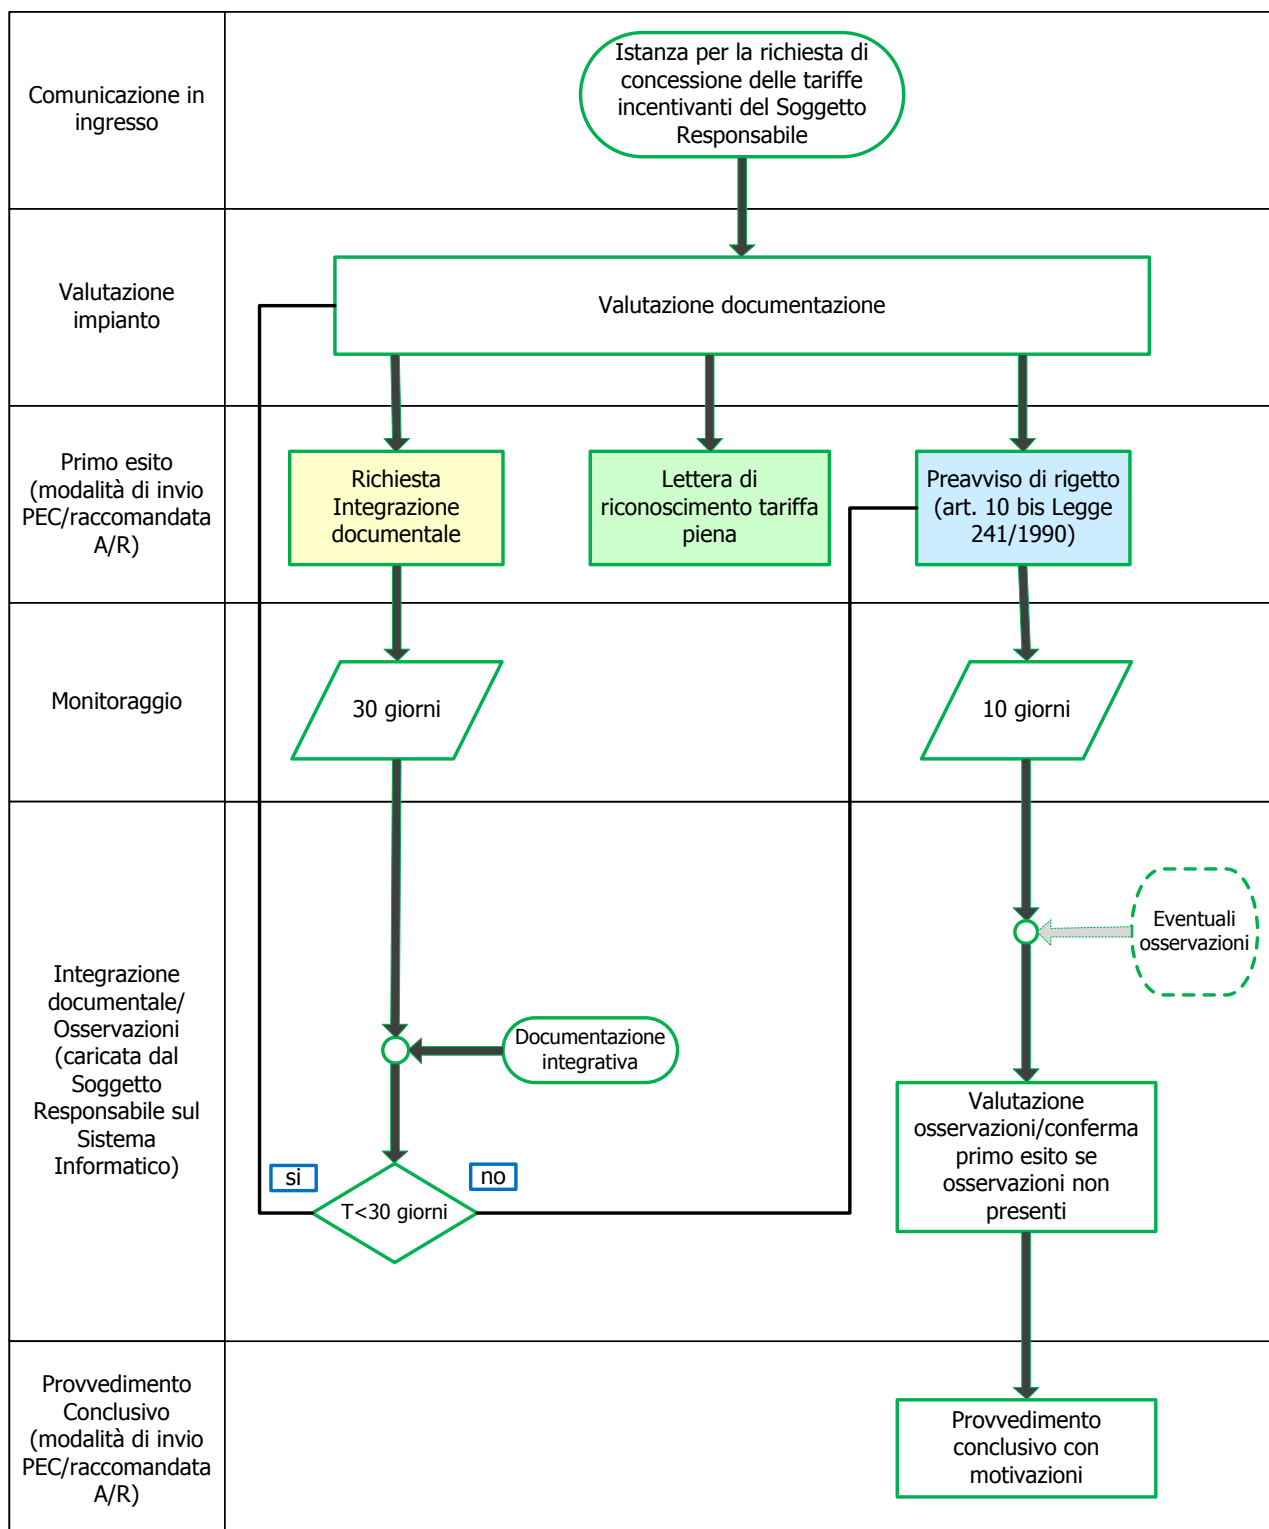 Comunicazione in
ingresso
Istanza per la richiesta di
concessione delle tariffe
incentivanti del Soggetto
Responsabile
Valutazione
impianto
Valutazione documentazione
Primo esito
(modalità di invio
PEC/raccomandata
A/R)
Richiesta
Integrazione
documentale
Lettera di
riconoscimento tariffa
piena
Preavviso di rigetto
(art. 10 bis Legge
241/1990)
Monitoraggio
30 giorni
10 giorni
Integrazione
documentale/
Osservazioni
(caricata dal
Soggetto
Responsabile sul
Sistema
Informatico)
Eventuali
osservazioni
Documentazione
integrativa
si
T<30 giorni
no
Valutazione
osservazioni/conferma
primo esito se
osservazioni non
presenti
Provvedimento
Conclusivo
(modalità di invio
PEC/raccomandata
A/R)
Provvedimento
conclusivo con
motivazioni